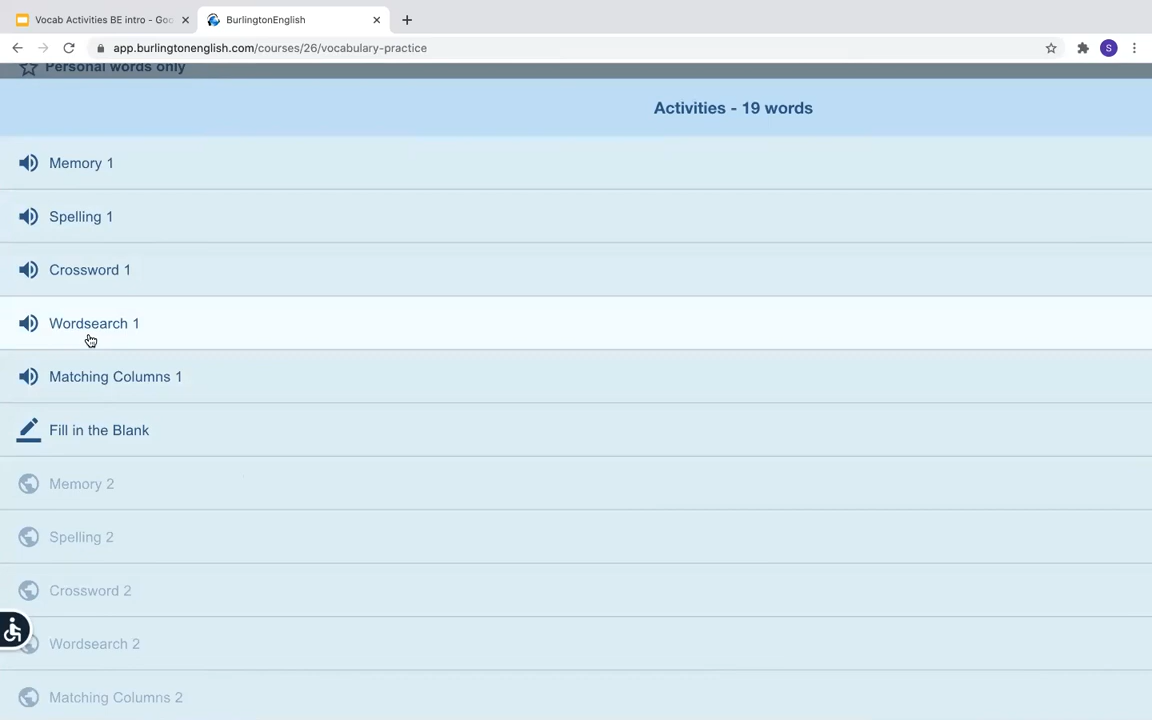 Vocab Activities BE intro - Goo
BurlingtonEnglish
app.burlingtonenglish.com/courses/26/vocabulary-practice
S
Personal words only
Activities - 19 words
Memory 1
Spelling 1
Crossword 1
Wordsearch 1
Matching Columns 1
Fill in the Blank
Memory 2
Spelling 2
Crossword 2
Wordsearch 2
Matching Columns 2